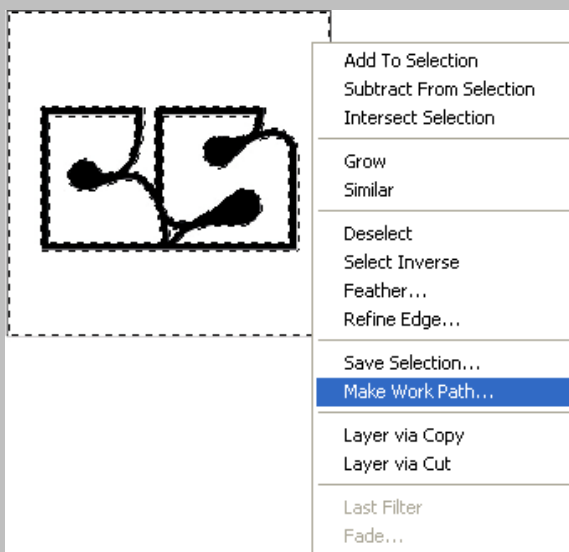 Add To Selection
Subtract From Selection
Intersect Selection
Grow
Similar
Deselect
Select Inverse
Feather...
Refine Edge...
Save Selection...
Make Work Path...
Layer via Copy
Layer via Cut
Last Filter
Fade...